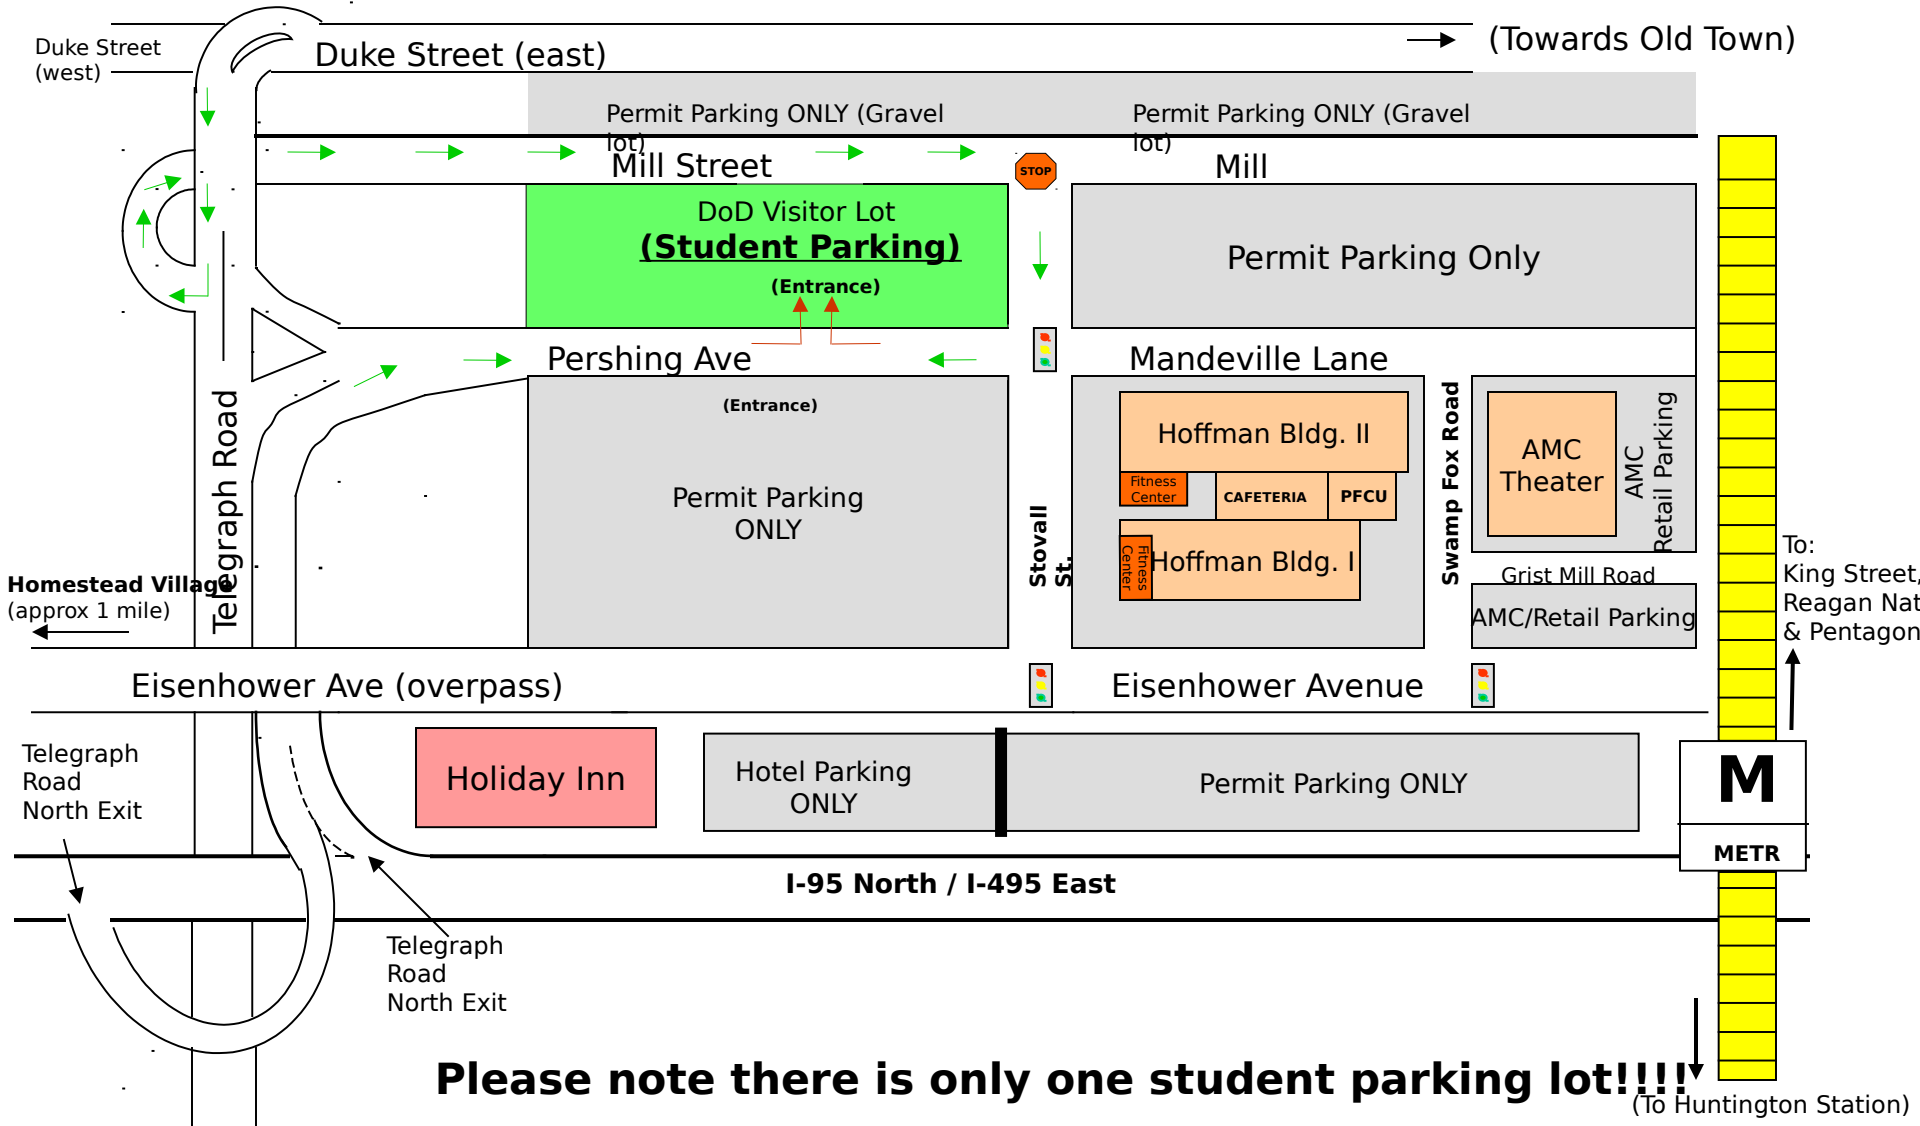 Duke Street
(west)
Duke Street (east)
(Towards Old Town)
Permit Parking ONLY (Gravel
lot)
Permit Parking ONLY (Gravel
lot)
Mill Street
STOP
Mill
DoD Visitor Lot
(Student Parking)
(Entrance)
Permit Parking Only
Pershing Ave
Mandeville Lane
(Entrance)
Telegraph Road
Permit Parking
ONLY
Stovall
St.
Hoffman Bldg. II
Fitness
Center
CAFETERIA
PFCU
Fitness
Center
Hoffman Bldg. I
Swamp Fox Road
AMC
Theater
AMC
Retail Parking
Grist Mill Road
AMC/Retail Parking
To:
King Street,
Reagan Nat
& Pentagon
Homestead Village
(approx 1 mile)
Eisenhower Ave (overpass)
Eisenhower Avenue
Telegraph
Road
North Exit
Holiday Inn
Hotel Parking
ONLY
Permit Parking ONLY
M
METR
I-95 North / I-495 East
Telegraph
Road
North Exit
Please note there is only one student parking lot!!!!
(To Huntington Station)